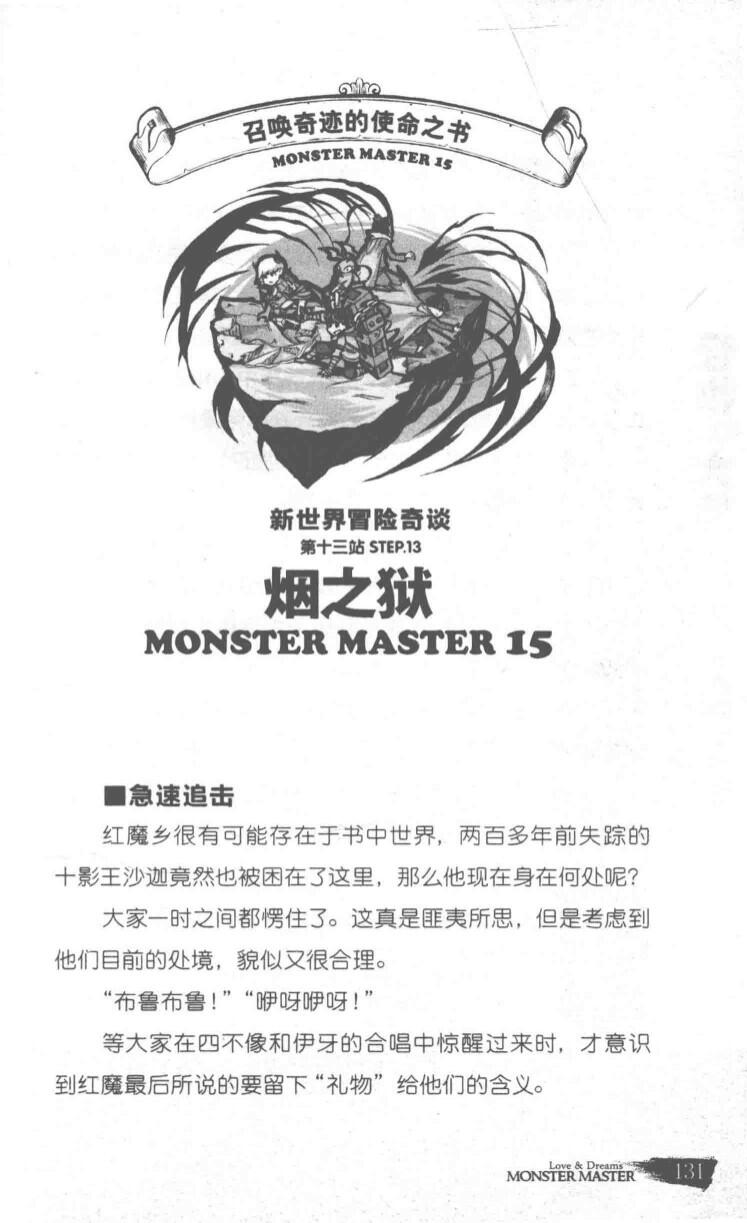 召唤奇迹的使命之书
MONSTER MASTER 15
新世界冒险奇谈
第十三站 STEP.13
烟之狱
MONSTER MASTER 15
■急速追击
红魔乡很有可能存在于书中世界，两百多年前失踪的
十影王沙迦竟然也被困在了这里，那么他现在身在何处呢？
大家一时之间都愣住了。这真是匪夷所思，但是考虑到
他们目前的处境，貌似又很合理。
“布鲁布鲁！”“咿呀咿呀！”
等大家在四不像和伊牙的合唱中惊醒过来时，才意识
到红魔最后所说的要留下“礼物”给他们的含义。
Love & Dreams
MONSTER MASTER
131